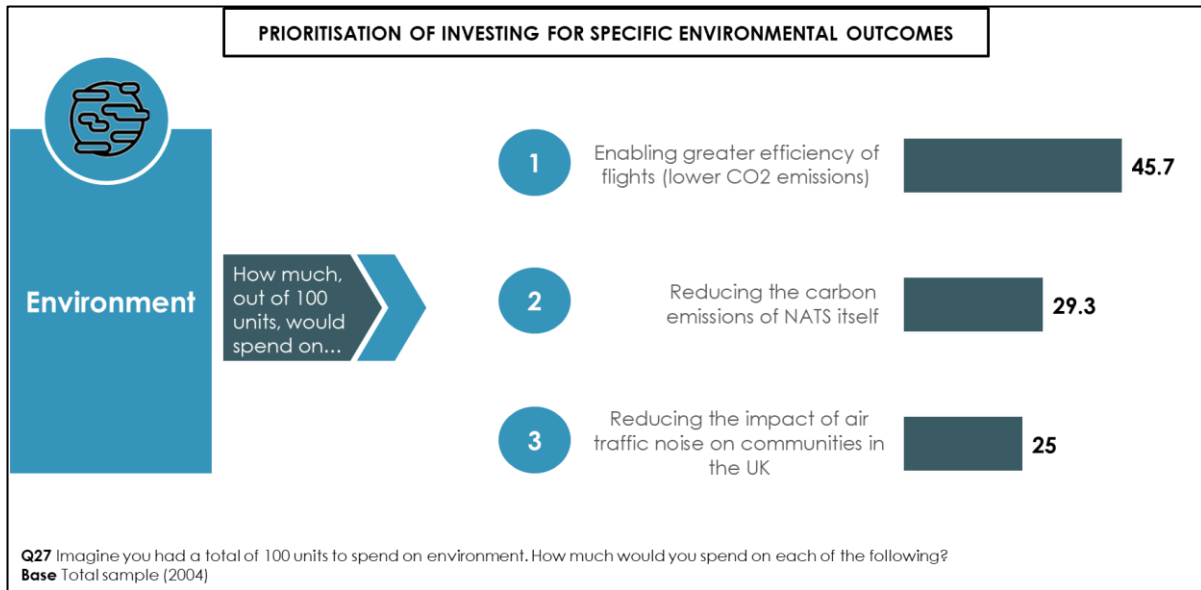 PRIORITISATION OF INVESTING FOR SPECIFIC ENVIRONMENTAL OUTCOMES
Environment
How much,
out of 100
units, would
spend on...
1
Enabling greater efficiency of
flights (lower CO2 emissions)
45.7
2
Reducing the carbon
emissions of NATS itself
29.3
3
Reducing the impact of air
traffic noise on communities in
the UK
25
Q27 Imagine you had a total of 100 units to spend on environment. How much would you spend on each of the following?
Base Total sample (2004)